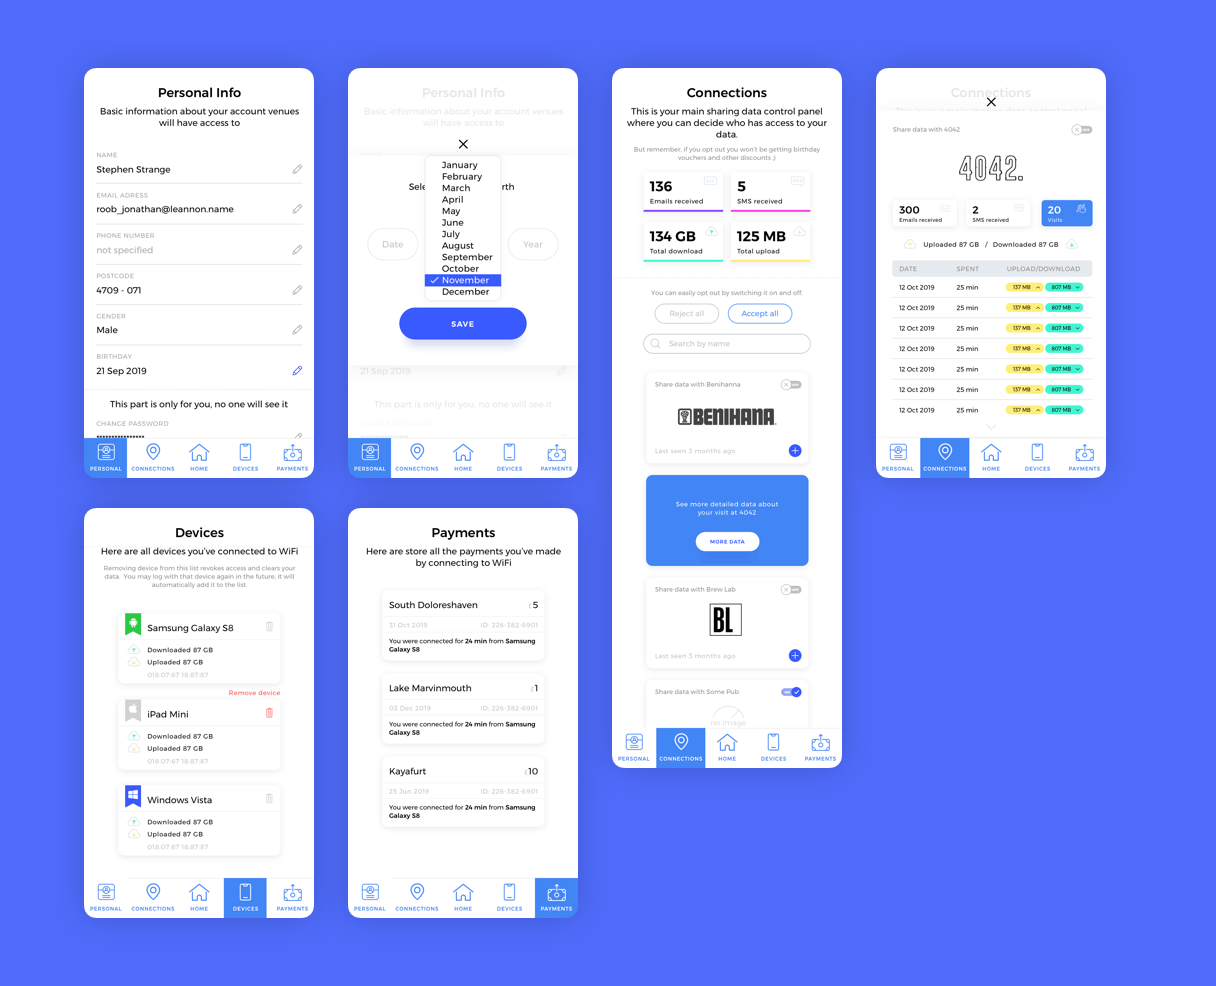 Personal Info
Basic information about your account venues
will have access to
NAME
Stephen Strange
EMAIL ADRESS
roob_jonathan@leannon.name
PHONE NUMBER
not specified
POSTCODE
4709 - 071
GENDER
Male
BIRTHDAY
21 Sep 2019
This part is only for you, no one will see it
CHANGE PASSWORD
PERSONAL CONNECTIONS HOME DEVICES PAYMENTS
Personal Info
Basic information about your account venues
will have access to
January
February
Sele March rth
April
May
June
Date July Year
August
September
October
November
December
SAVE
21 Sep 2019
This part is only for you, no one will see it
PERSONAL CONNECTIONS HOME DEVICES PAYMENTS
Connections
This is your main sharing data control panel
where you can decide who has access to your
data.
But remember, if you opt out you won't be getting birthday
vouchers and other discounts :)
136 5
Emails received SMS received
134 GB 125 MB
Total download Total upload
You can easily opt out by switching it on and off.
Reject all Accept all
Search by name
Share data with Benihanna OFF
BENIHANA
Last seen 3 months ago
See more detailed data about
your visit at 4042
MORE DATA
Share data with Brew Lab OFF
BL
Last seen 3 months ago
Share data with Some Pub ON
no image
PERSONAL CONNECTIONS HOME DEVICES PAYMENTS
Connections
This is your main sharing data control panel
Share data with 4042 OFF
4042.
300 2 20
Emails received SMS received Visits
Uploaded 87 GB / Downloaded 87 GB
DATE SPENT UPLOAD/DOWNLOAD
12 Oct 2019 25 min 137 MB 807 MB
12 Oct 2019 25 min 137 MB 807 MB
12 Oct 2019 25 min 137 MB 807 MB
12 Oct 2019 25 min 137 MB 807 MB
12 Oct 2019 25 min 137 MB 807 MB
12 Oct 2019 25 min 137 MB 807 MB
12 Oct 2019 25 min 137 MB 807 MB
PERSONAL CONNECTIONS HOME DEVICES PAYMENTS
Devices
Here are all devices you've connected to WiFi
Removing device from this list revokes access and clears your
data. You may log with that device again in the future, it will
automatically add it to the list.
Samsung Galaxy S8
Downloaded 87 GB
Uploaded 87 GB
018:07:67 18:87:87
Remove device
iPad Mini
Downloaded 87 GB
Uploaded 87 GB
018:07:67 18:87:87
Windows Vista
Downloaded 87 GB
Uploaded 87 GB
018:07:67 18:87:87
PERSONAL CONNECTIONS HOME DEVICES PAYMENTS
Payments
Here are store all the payments you've made
by connecting to WiFi
South Doloreshaven £5
31 Oct 2019 ID: 226-382-6901
You were connected for 24 min from Samsung
Galaxy S8
Lake Marvinmouth £1
03 Dec 2019 ID: 226-382-6901
You were connected for 24 min from Samsung
Galaxy S8
Kayafurt £10
25 Jun 2019 ID: 226-382-6901
You were connected for 24 min from Samsung
Galaxy S8
PERSONAL CONNECTIONS HOME DEVICES PAYMENTS